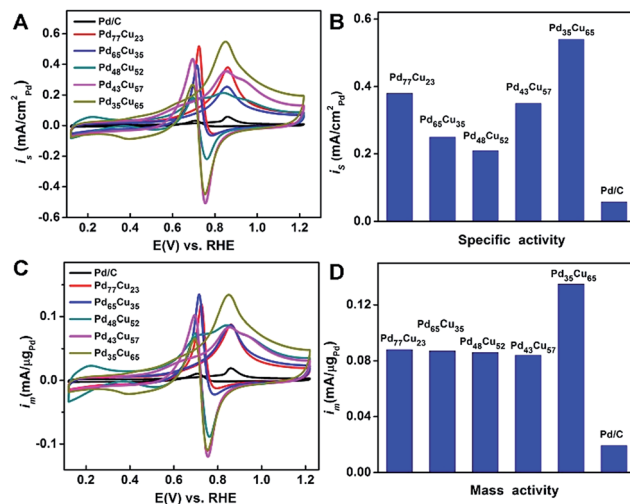 A
Pd/C
Pd77Cu23
Pd65Cu35
Pd48Cu52
Pd43Cu57
Pd35Cu65
is (mA/cm2Pd)
0.6
0.4
0.2
0.0
-0.2
-0.4
-0.6
0.2 0.4 0.6 0.8 1.0 1.2
E(V) vs. RHE
B
iS (mA/cm2Pd)
0.6
0.4
0.2
0.0
Pd77Cu23
Pd65Cu35
Pd48Cu52
Pd43Cu57
Pd35Cu65
Pd/C
Specific activity
C
Pd/C
Pd77Cu23
Pd65Cu35
Pd48Cu52
Pd43Cu57
Pd35Cu65
im(mA/μgPd)
0.1
0.0
-0.1
0.2 0.4 0.6 0.8 1.0 1.2
E(V) vs. RHE
D
im(mA/μgPd)
0.12
0.08
0.04
0.00
Pd77Cu23
Pd65Cu35
Pd48Cu52
Pd43Cu57
Pd35Cu65
Pd/C
Mass activity